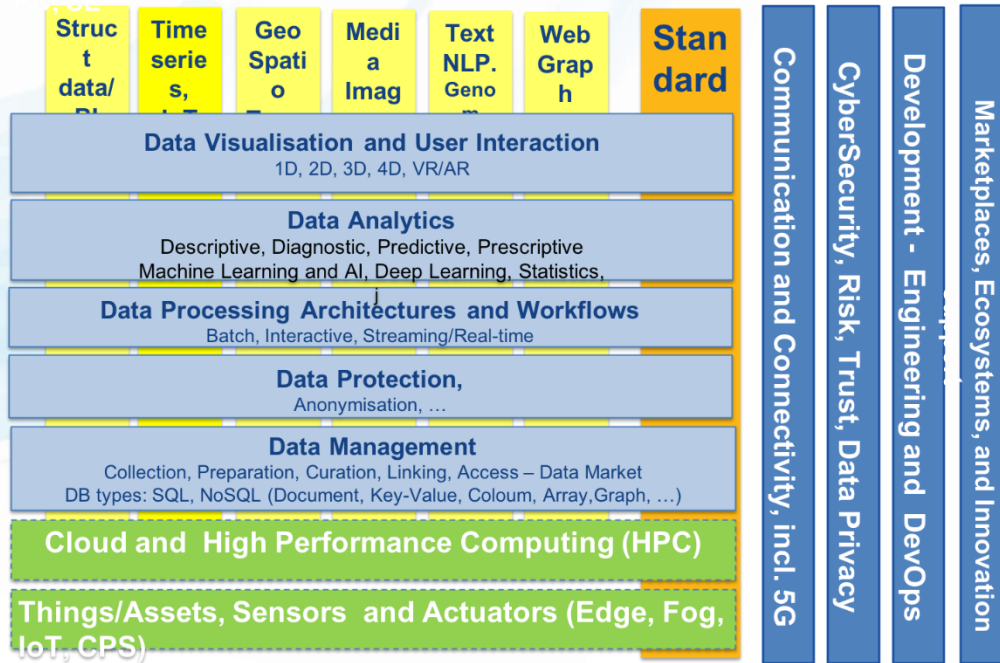 Struc
t
data/
Time
serie
s,
Geo
Spati
o
Medi
a
Imag
Text
NLP.
Geno
m
Web
Grap
h
Stan
dard
Data Visualisation and User Interaction
1D, 2D, 3D, 4D, VR/AR
Data Analytics
Descriptive, Diagnostic, Predictive, Prescriptive
Machine Learning and AI, Deep Learning, Statistics,
Data Processing Architectures and Workflows
Batch, Interactive, Streaming/Real-time
Data Protection,
Anonymisation, …
Data Management
Collection, Preparation, Curation, Linking, Access – Data Market
DB types: SQL, NoSQL (Document, Key-Value, Coloum, Array,Graph, …)
Cloud and High Performance Computing (HPC)
Things/Assets, Sensors and Actuators (Edge, Fog,
IoT, CPS)
Communication and Connectivity, incl. 5G
CyberSecurity, Risk, Trust, Data Privacy
Development - Engineering and DevOps
Marketplaces, Ecosystems, and Innovation